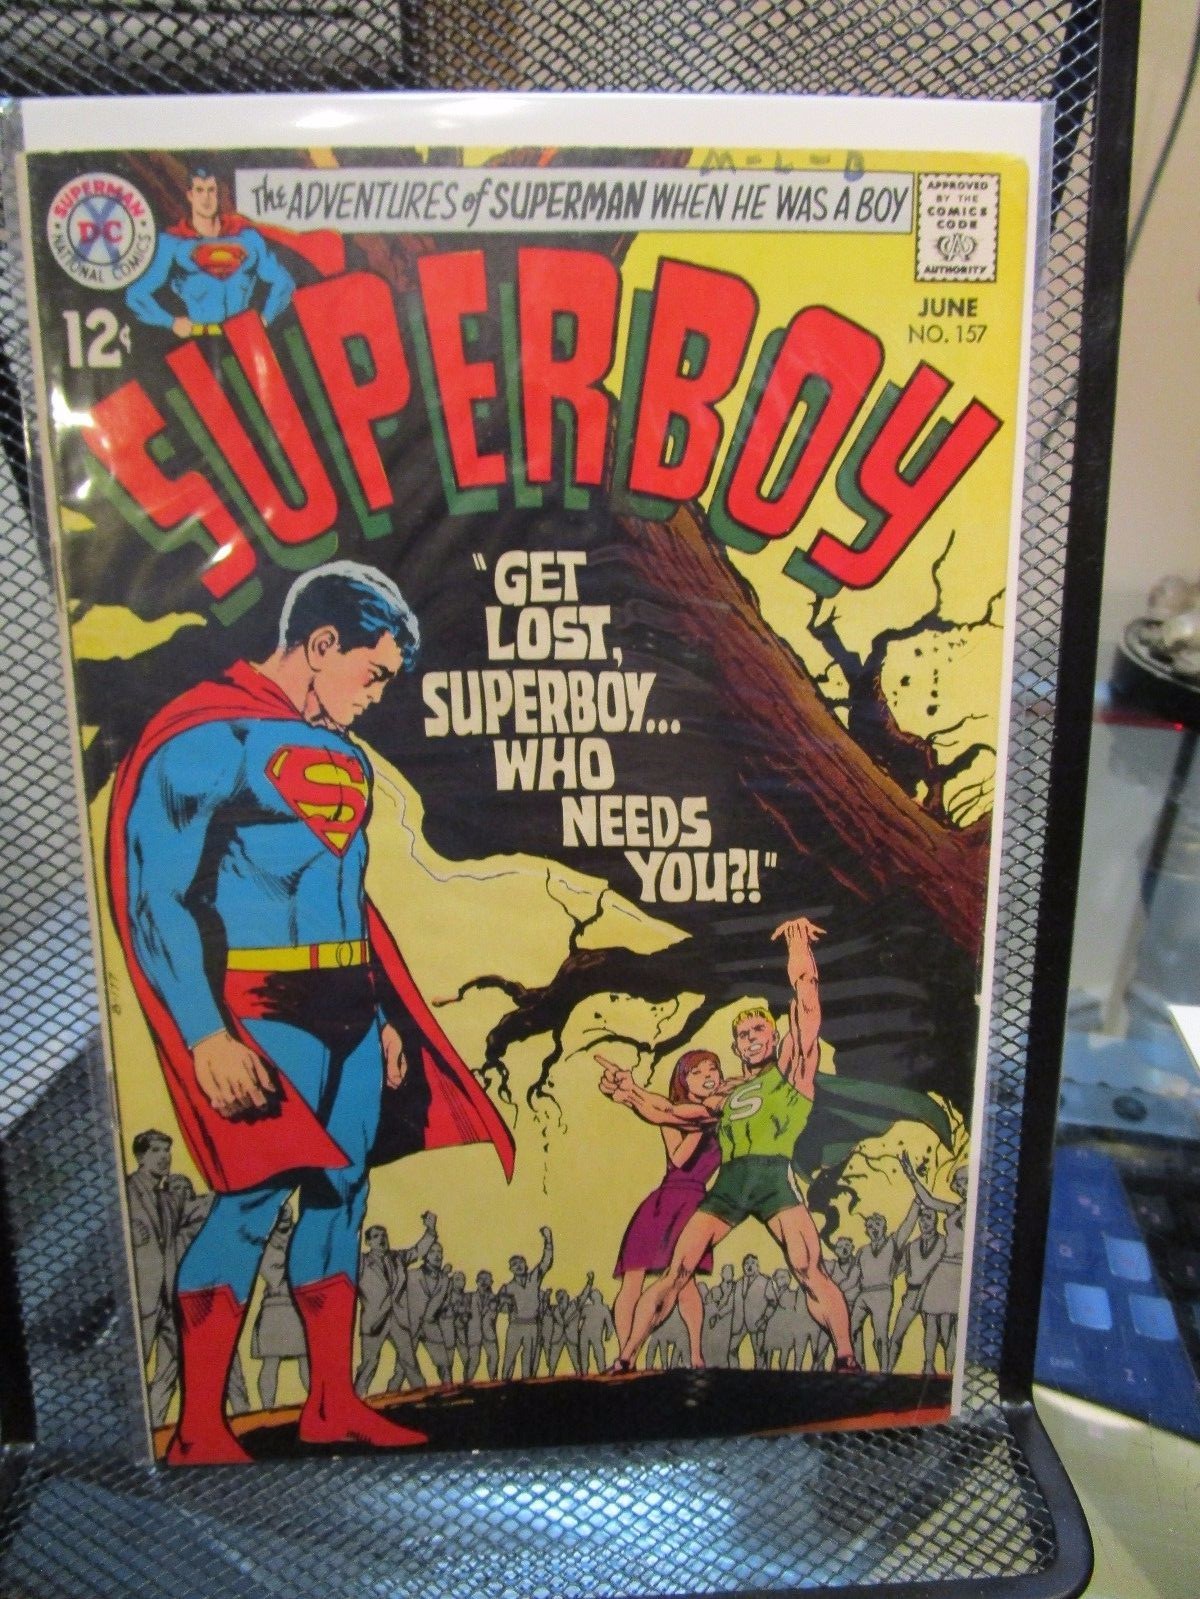 M-L-B
The ADVENTURES of SUPERMAN WHEN HE WAS A BOY
SUPERMAN
DC
NATIONAL COMICS
12¢
APPROVED
BY THE
COMICS
CODE
CA
AUTHORITY
JUNE
NO. 157
SUPERBOY
"GET
LOST,
SUPERBOY...
WHO
NEEDS
YOU?!"
S
S